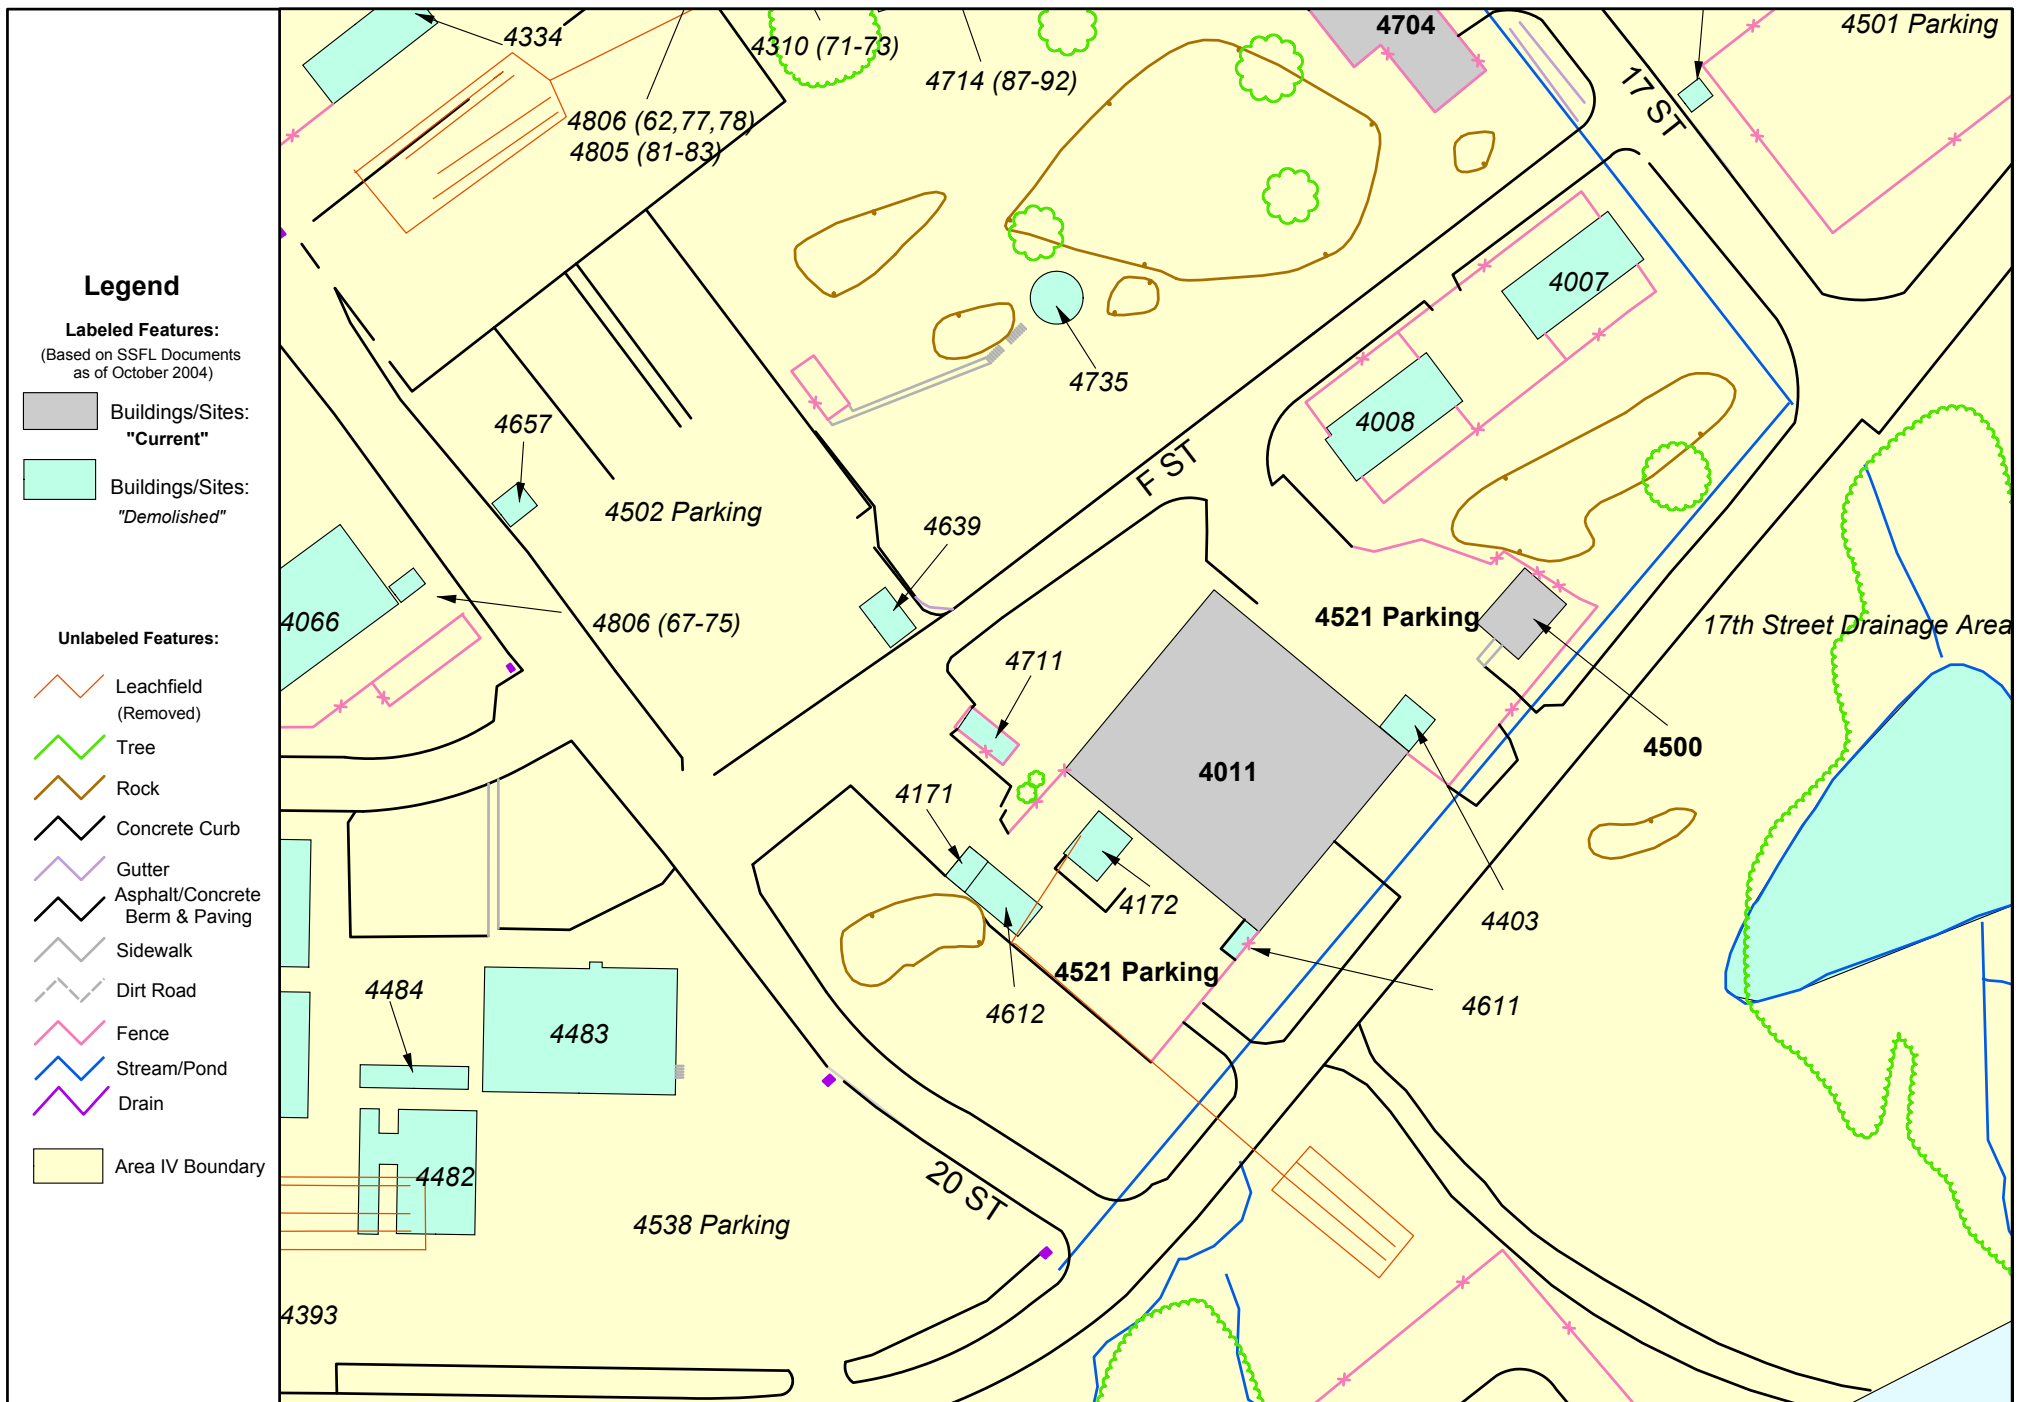 Legend
Labeled Features:
(Based on SSFL Documents
as of October 2004)
Buildings/Sites:
"Current"
Buildings/Sites:
"Demolished"
Unlabeled Features:
Leachfield
(Removed)
Tree
Rock
Concrete Curb
Gutter
Asphalt/Concrete
Berm & Paving
Sidewalk
Dirt Road
Fence
Stream/Pond
Drain
Area IV Boundary
4334
4310 (71-73)
4714 (87-92)
4704
4501 Parking
4806 (62,77,78)
4805 (81-83)
17 ST
4007
4735
4008
4657
F ST
4502 Parking
4639
4066
4806 (67-75)
4521 Parking
17th Street Drainage Area
4711
4500
4011
4171
4172
4403
4521 Parking
4484
4612
4611
4483
4482
20 ST
4538 Parking
4393